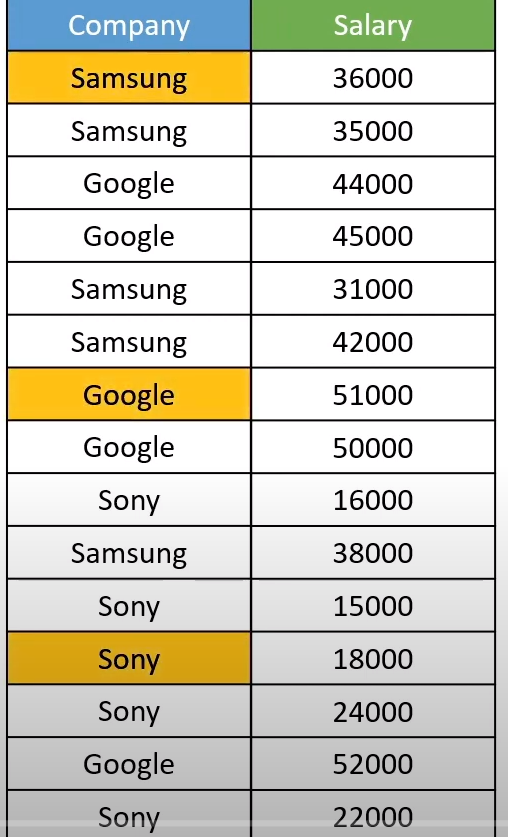 Company Salary
Samsung 36000
Samsung 35000
Google 44000
Google 45000
Samsung 31000
Samsung 42000
Google 51000
Google 50000
Sony 16000
Samsung 38000
Sony 15000
Sony 18000
Sony 24000
Google 52000
Sony 22000